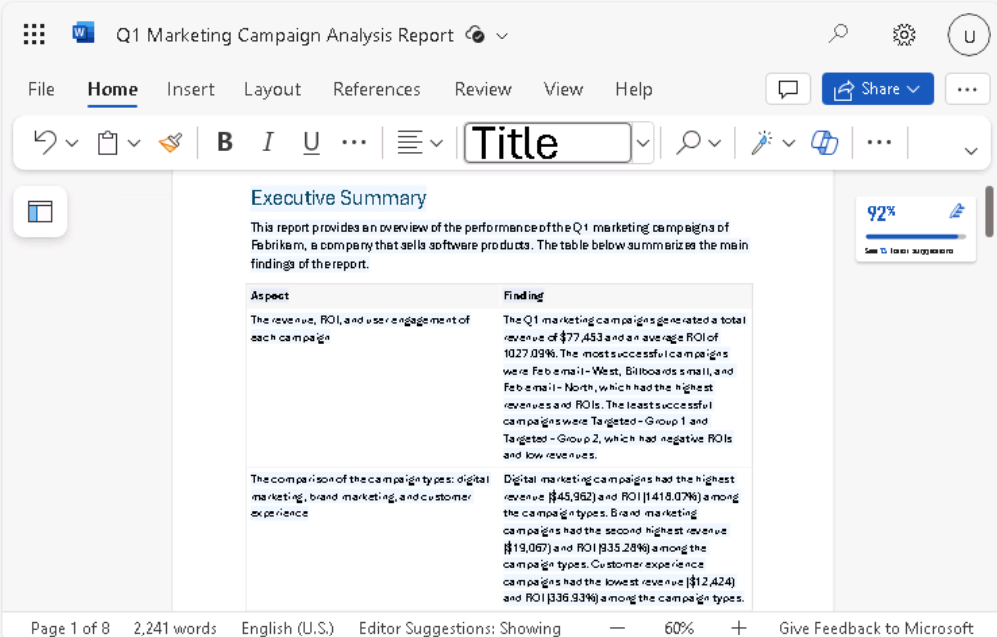 Q1 Marketing Campaign Analysis Report
U
File Home Insert Layout References Review View Help Share
B I U Title
Executive Summary
This report provides an overview of the performance of the Q1 marketing campaigns of
Fabrikam, a company that sells software products. The table below summarizes the main
findings of the report.
Aspect Finding
The revenue, ROI, and user engagement of
each campaign
The Q1 marketing campaigns generated a total
revenue of $77,453 and an average ROI of
1027.09%. The most successful campaigns
were Feb email – West, Billboards small, and
Feb email – North, which had the highest
revenues and ROIs. The least successful
campaigns were Targeted – Group 1 and
Targeted – Group 2, which had negative ROIs
and low revenues.
The comparison of the campaign types: digital
marketing, brand marketing, and customer
experience
Digital marketing campaigns had the highest
revenue ($45,962) and ROI (1418.07%) among
the campaign types. Brand marketing
campaigns had the second highest revenue
($19,067) and ROI (935.28%) among the
campaign types. Customer experience
campaigns had the lowest revenue ($12,424)
and ROI (336.93%) among the campaign types.
92%
See Editor suggestions
Page 1 of 8 2,241 words English (U.S.) Editor Suggestions: Showing 60% Give Feedback to Microsoft